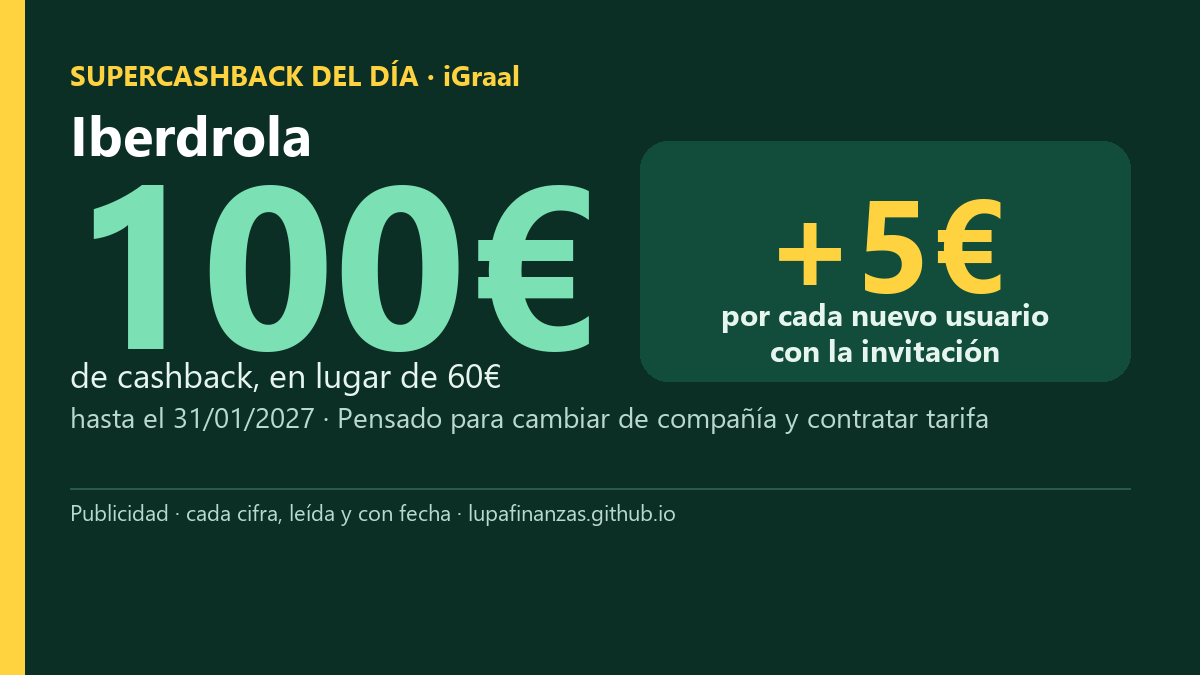 SUPERCASHBACK DEL DÍA · iGraal
Iberdrola
100€
de cashback, en lugar de 60€
hasta el 31/01/2027 · Pensado para cambiar de compañía y contratar tarifa
+5€
por cada nuevo usuario
con la invitación
Publicidad · cada cifra, leída y con fecha · lupafinanzas.github.io